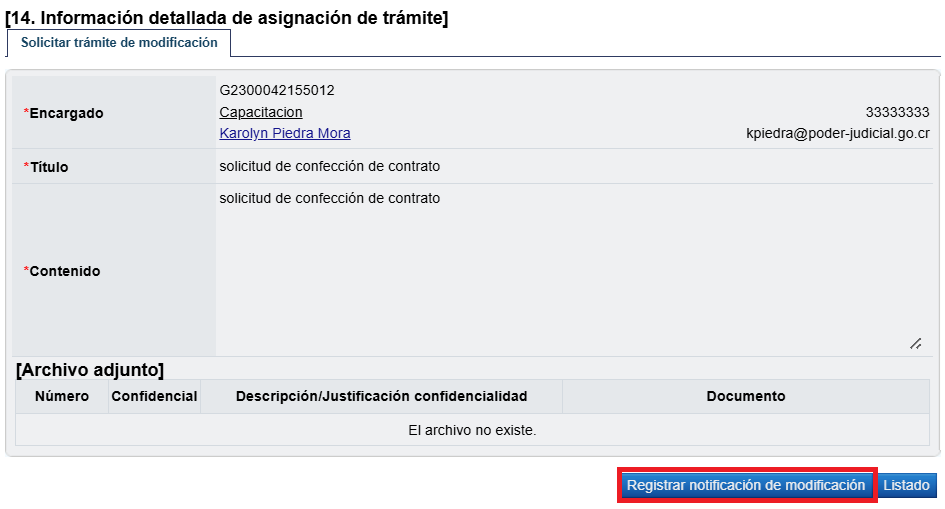 [14. Información detallada de asignación de trámite]
Solicitar trámite de modificación
*Encargado
G2300042155012
Capacitacion 33333333
Karolyn Piedra Mora kpiedra@poder-judicial.go.cr
*Título solicitud de confección de contrato
*Contenido
solicitud de confección de contrato
[Archivo adjunto]
Número Confidencial Descripción/Justificación confidencialidad Documento
El archivo no existe.
Registrar notificación de modificación Listado